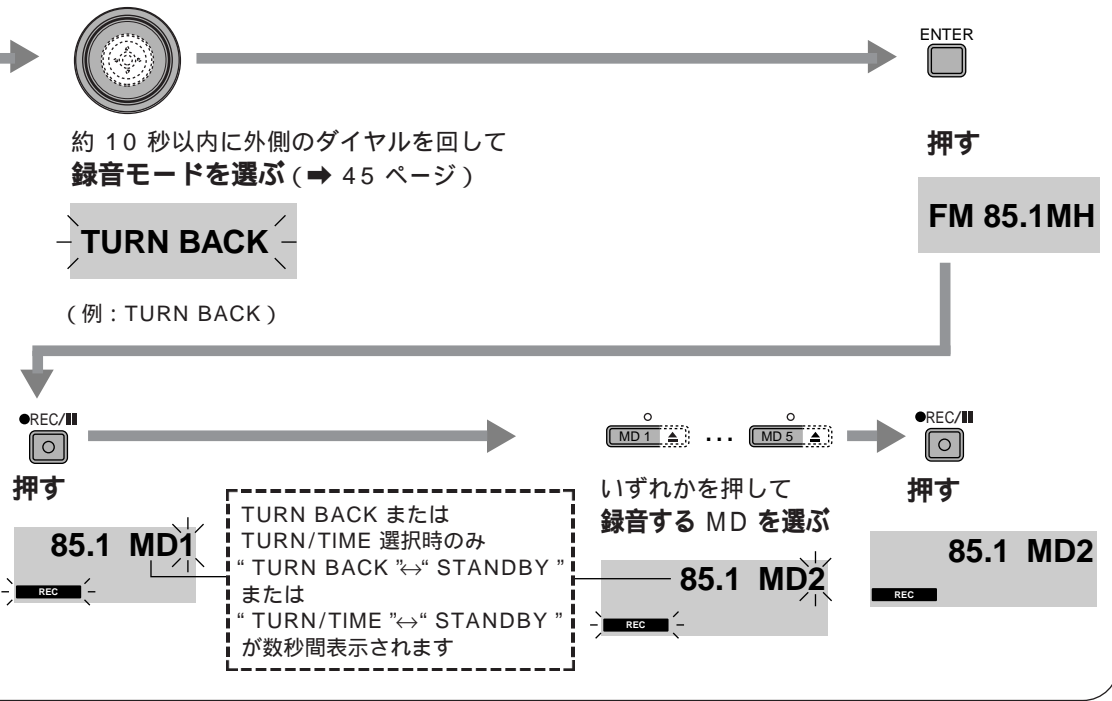 ENTER
約 10 秒以内に外側のダイヤルを回して
録音モードを選ぶ(➡ 45 ページ)
押す
TURN BACK
FM 85.1MH
(例:TURN BACK)
●REC/II
押す
85.1 MD1
REC
TURN BACK または
TURN/TIME 選択時のみ
“ TURN BACK ”↔“ STANDBY ”
または
“ TURN/TIME ”↔“ STANDBY ”
が数秒間表示されます
MD 1 ▲ ... MD 5 ▲
いずれかを押して
録音する MD を選ぶ
85.1 MD2
REC
●REC/II
押す
85.1 MD2
REC